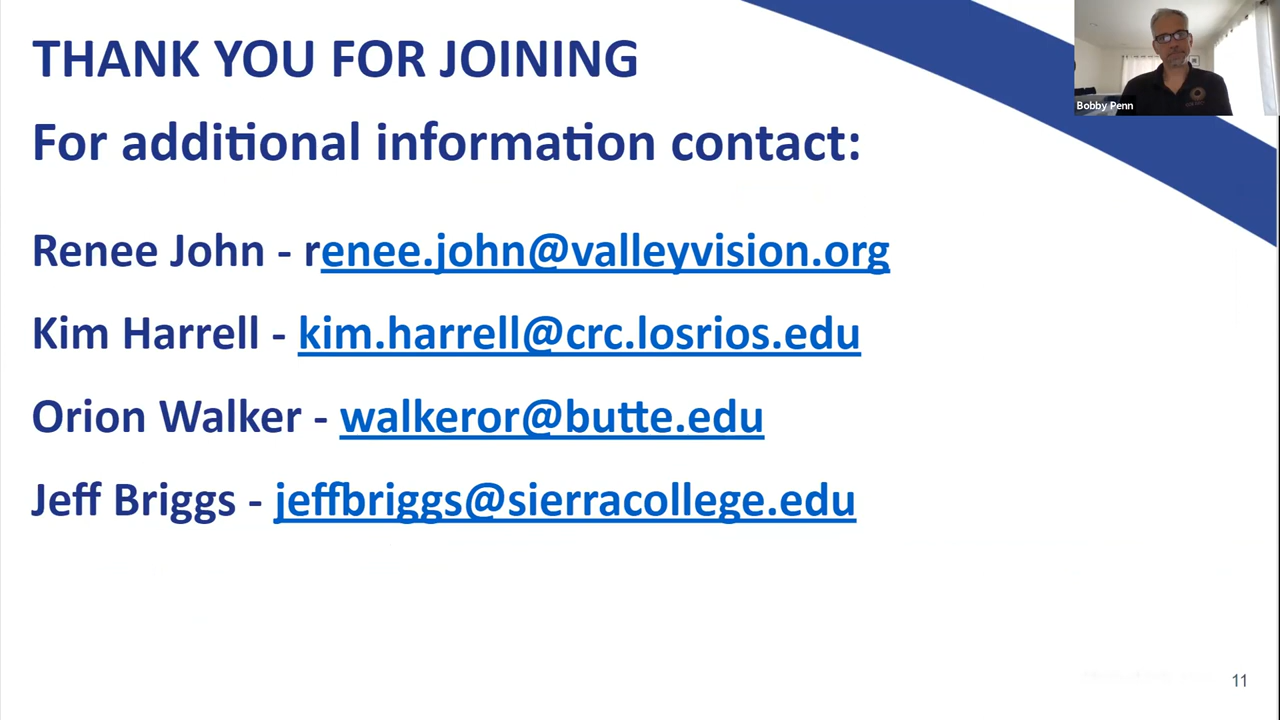 THANK YOU FOR JOINING
For additional information contact:
Bobby Penn
Renee John - renee.john@valleyvision.org
Kim Harrell - kim.harrell@crc.losrios.edu
Orion Walker - walkeror@butte.edu
Jeff Briggs - jeffbriggs@sierracollege.edu
11